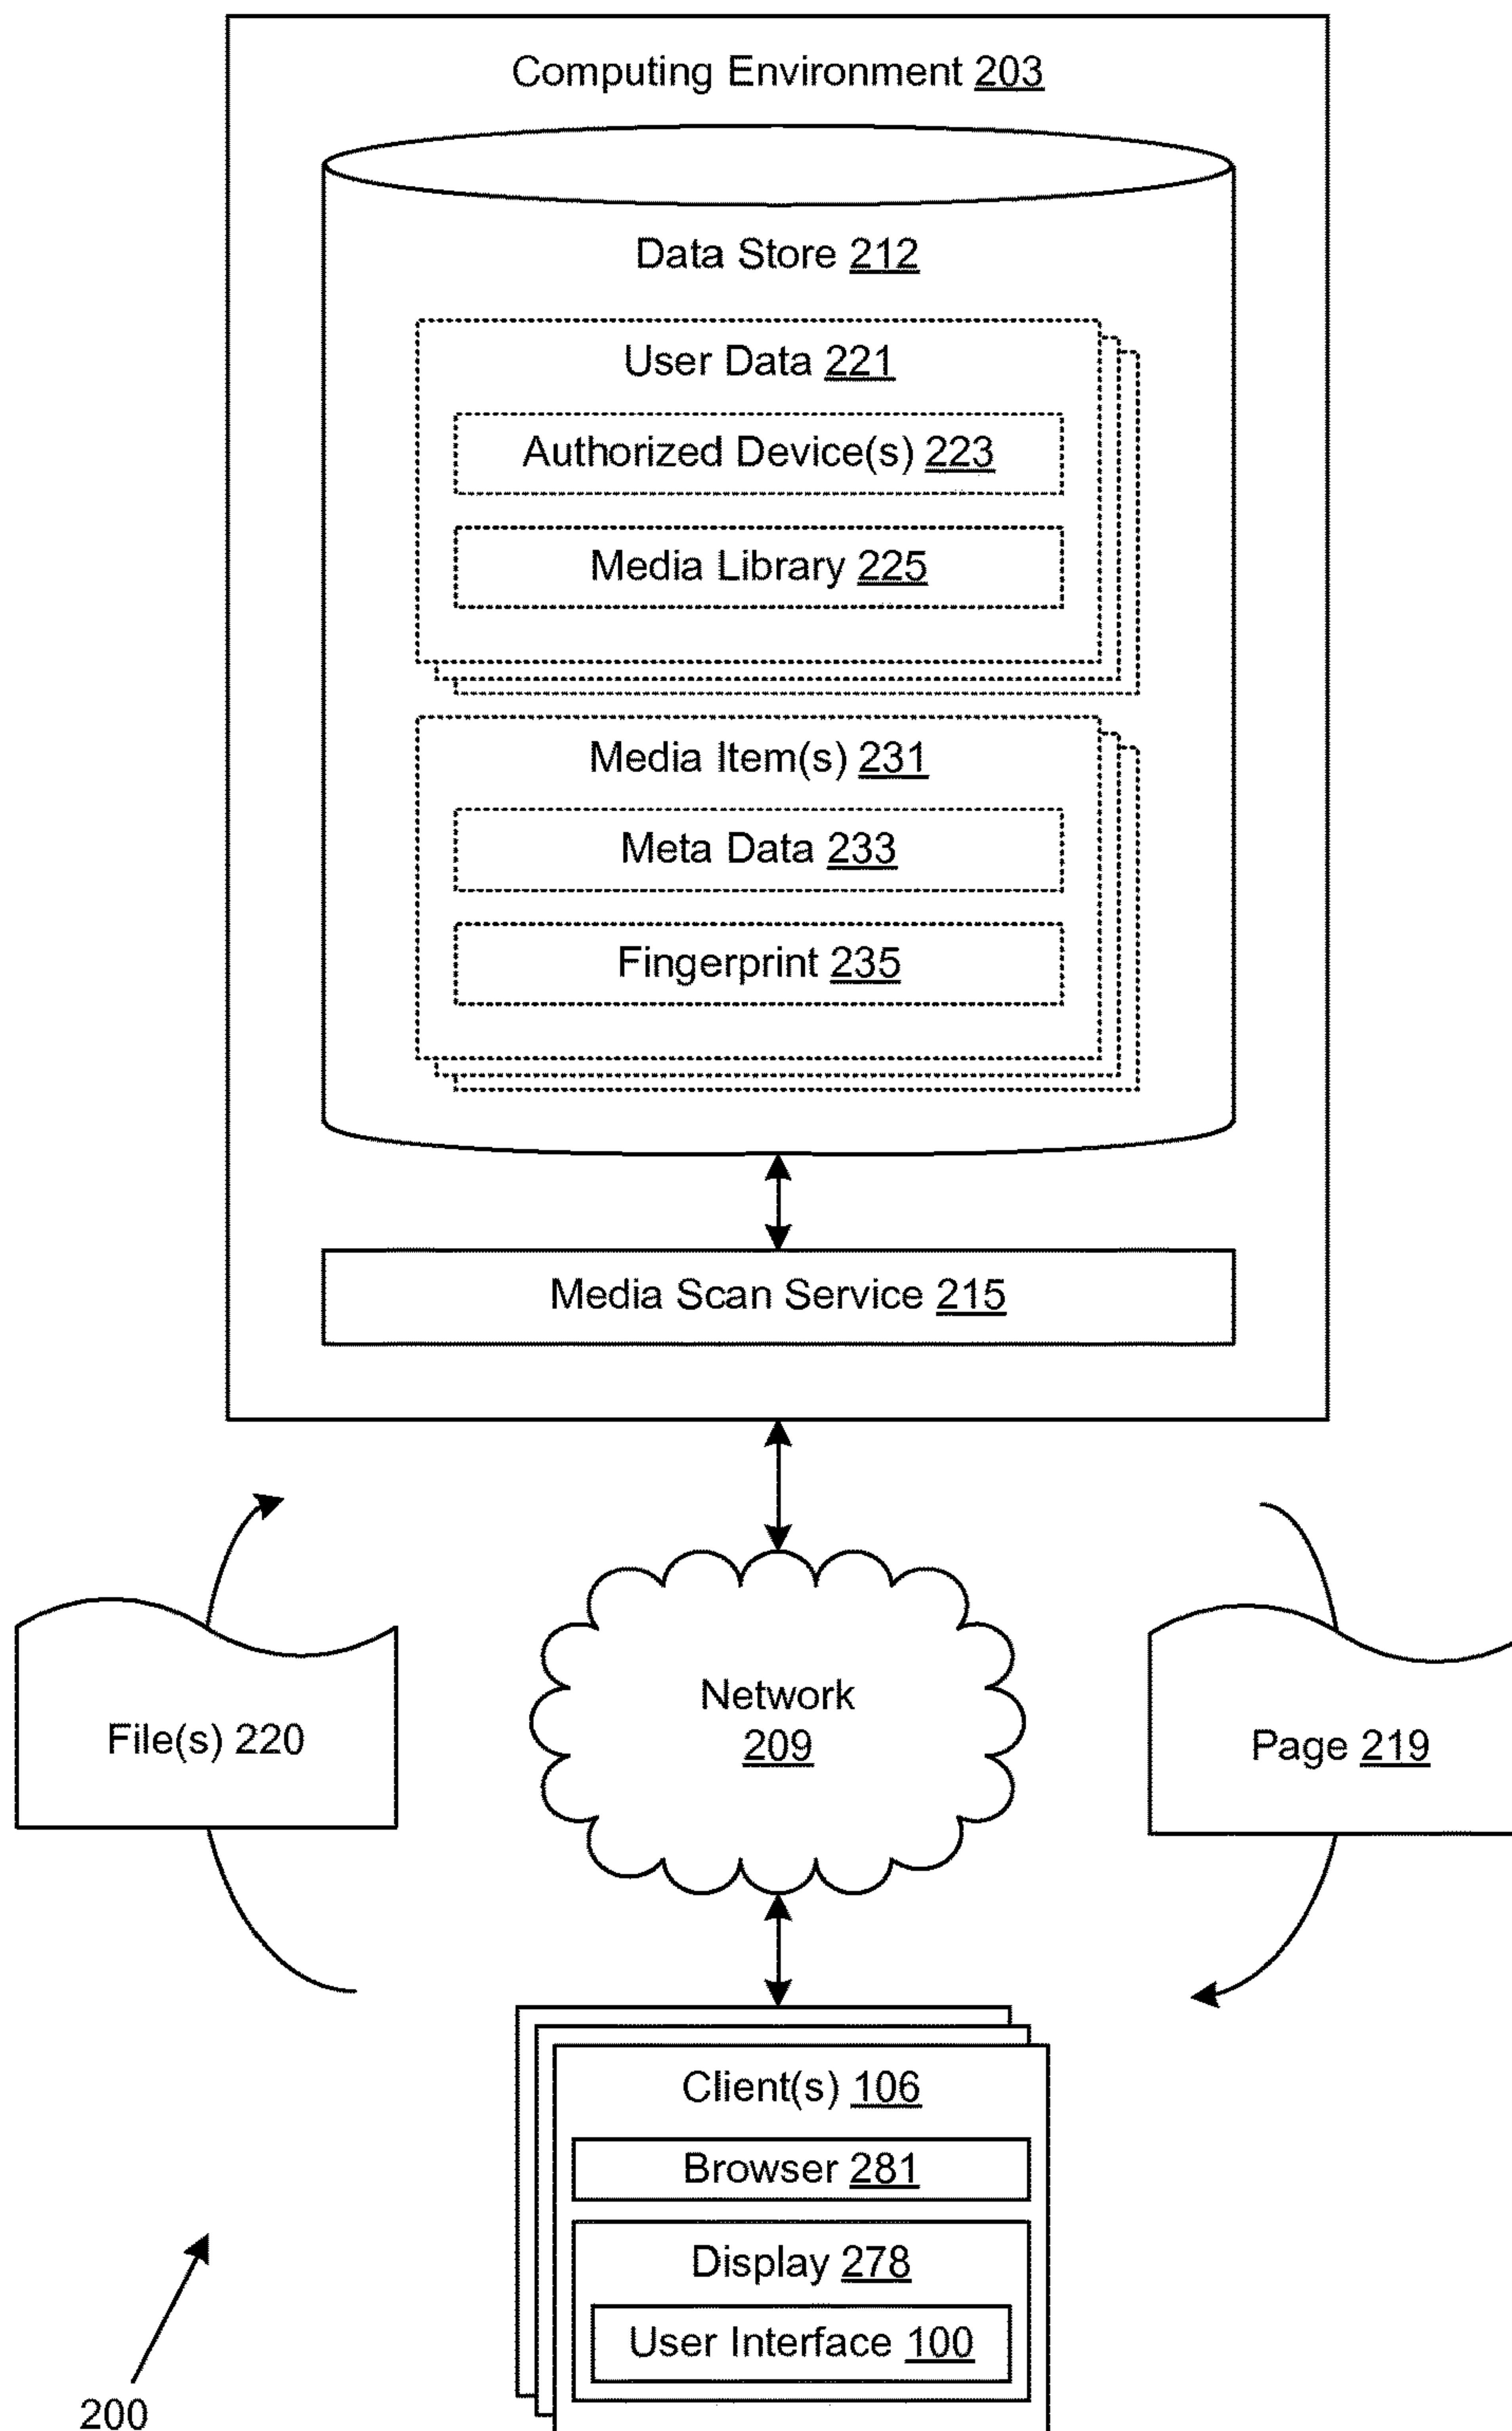 Computing Environment 203
Data Store 212
User Data 221
Authorized Device(s) 223
Media Library 225
Media Item(s) 231
Meta Data 233
Fingerprint 235
Media Scan Service 215
File(s) 220
Network
209
Page 219
Client(s) 106
Browser 281
Display 278
User Interface 100
200